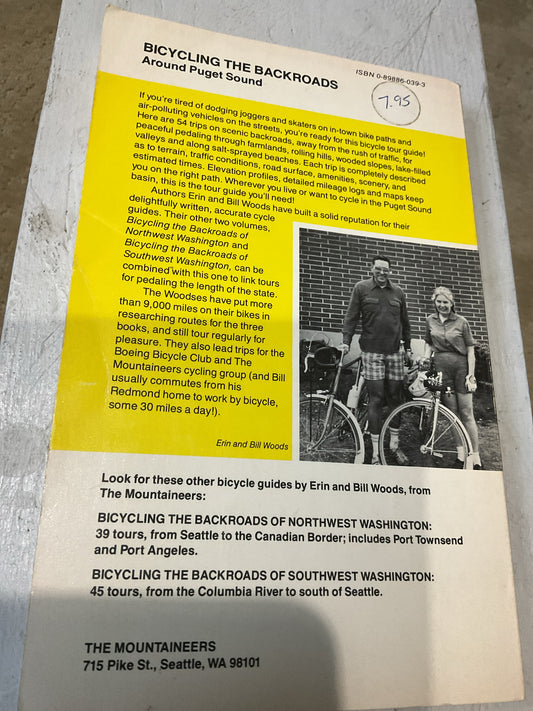 BICYCLING THE BACKROADS
Around Puget Sound
ISBN 0-89886-039-3
7.95
If you're tired of dodging joggers and skaters on in-town bike paths and
air-polluting vehicles on the streets, you're ready for this bicycle tour guide!
Here are 54 trips on scenic backroads, away from the rush of traffic, for
peaceful pedaling through farmlands, rolling hills, wooded slopes, lake-filled
valleys and along salt-sprayed beaches. Each trip is completely described
as to terrain, traffic conditions, road surface, amenities, scenery, and
estimated times. Elevation profiles, detailed mileage logs and maps keep
you on the right path. Wherever you live or want to cycle in the Puget Sound
basin, this is the tour guide you'll need!
Authors Erin and Bill Woods have built a solid reputation for their
delightfully written, accurate cycle
guides. Their other two volumes,
Bicycling the Backroads of
Northwest Washington and
Bicycling the Backroads of
Southwest Washington, can be
combined with this one to link tours
for pedaling the length of the state.
The Woodses have put more
than 9,000 miles on their bikes in
researching routes for the three
books, and still tour regularly for
pleasure. They also lead trips for the
Boeing Bicycle Club and The
Mountaineers cycling group (and Bill
usually commutes from his
Redmond home to work by bicycle,
some 30 miles a day!).
Erin and Bill Woods
Look for these other bicycle guides by Erin and Bill Woods, from
The Mountaineers:
BICYCLING THE BACKROADS OF NORTHWEST WASHINGTON:
39 tours, from Seattle to the Canadian Border; includes Port Townsend
and Port Angeles.
BICYCLING THE BACKROADS OF SOUTHWEST WASHINGTON:
45 tours, from the Columbia River to south of Seattle.
THE MOUNTAINEERS
715 Pike St., Seattle, WA 98101